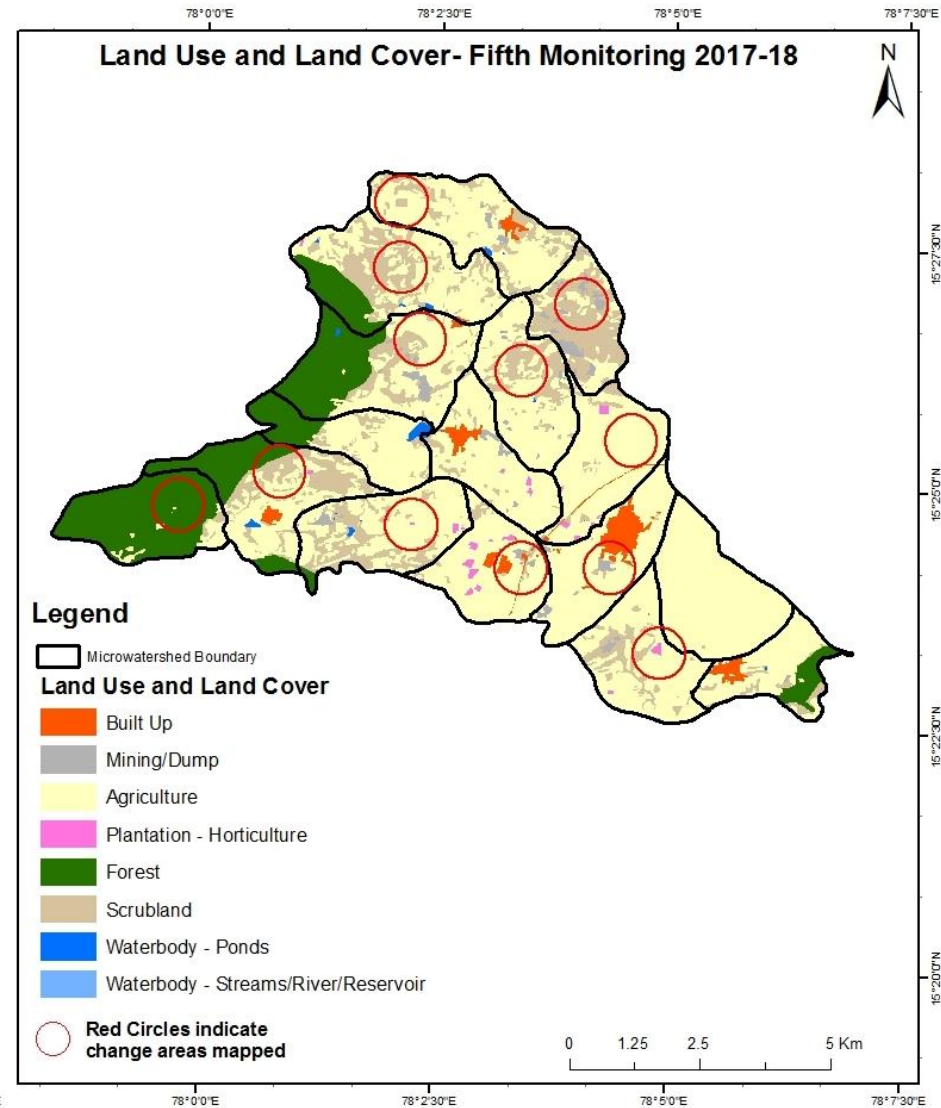 78°0'0"E 78°2'30"E 78°5'0"E 78°7'30"E
Land Use and Land Cover- Fifth Monitoring 2017-18
N
15°27'30"N
15°25'0"N
15°22'30"N
15°20'0"N
Legend
Microwatershed Boundary
Land Use and Land Cover
Built Up
Mining/Dump
Agriculture
Plantation - Horticulture
Forest
Scrubland
Waterbody - Ponds
Waterbody - Streams/River/Reservoir
Red Circles indicate
change areas mapped
0 1.25 2.5 5 Km
78°0'0"E 78°2'30"E 78°5'0"E 78°7'30"E